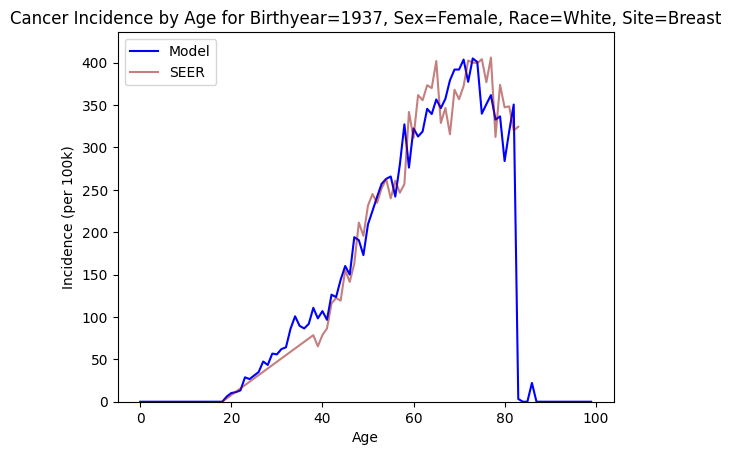 Cancer Incidence by Age for Birthyear=1937, Sex=Female, Race=White, Site=Breast
Model
SEER
Incidence (per 100k)
400
350
300
250
200
150
100
50
0
0 20 40 60 80 100
Age